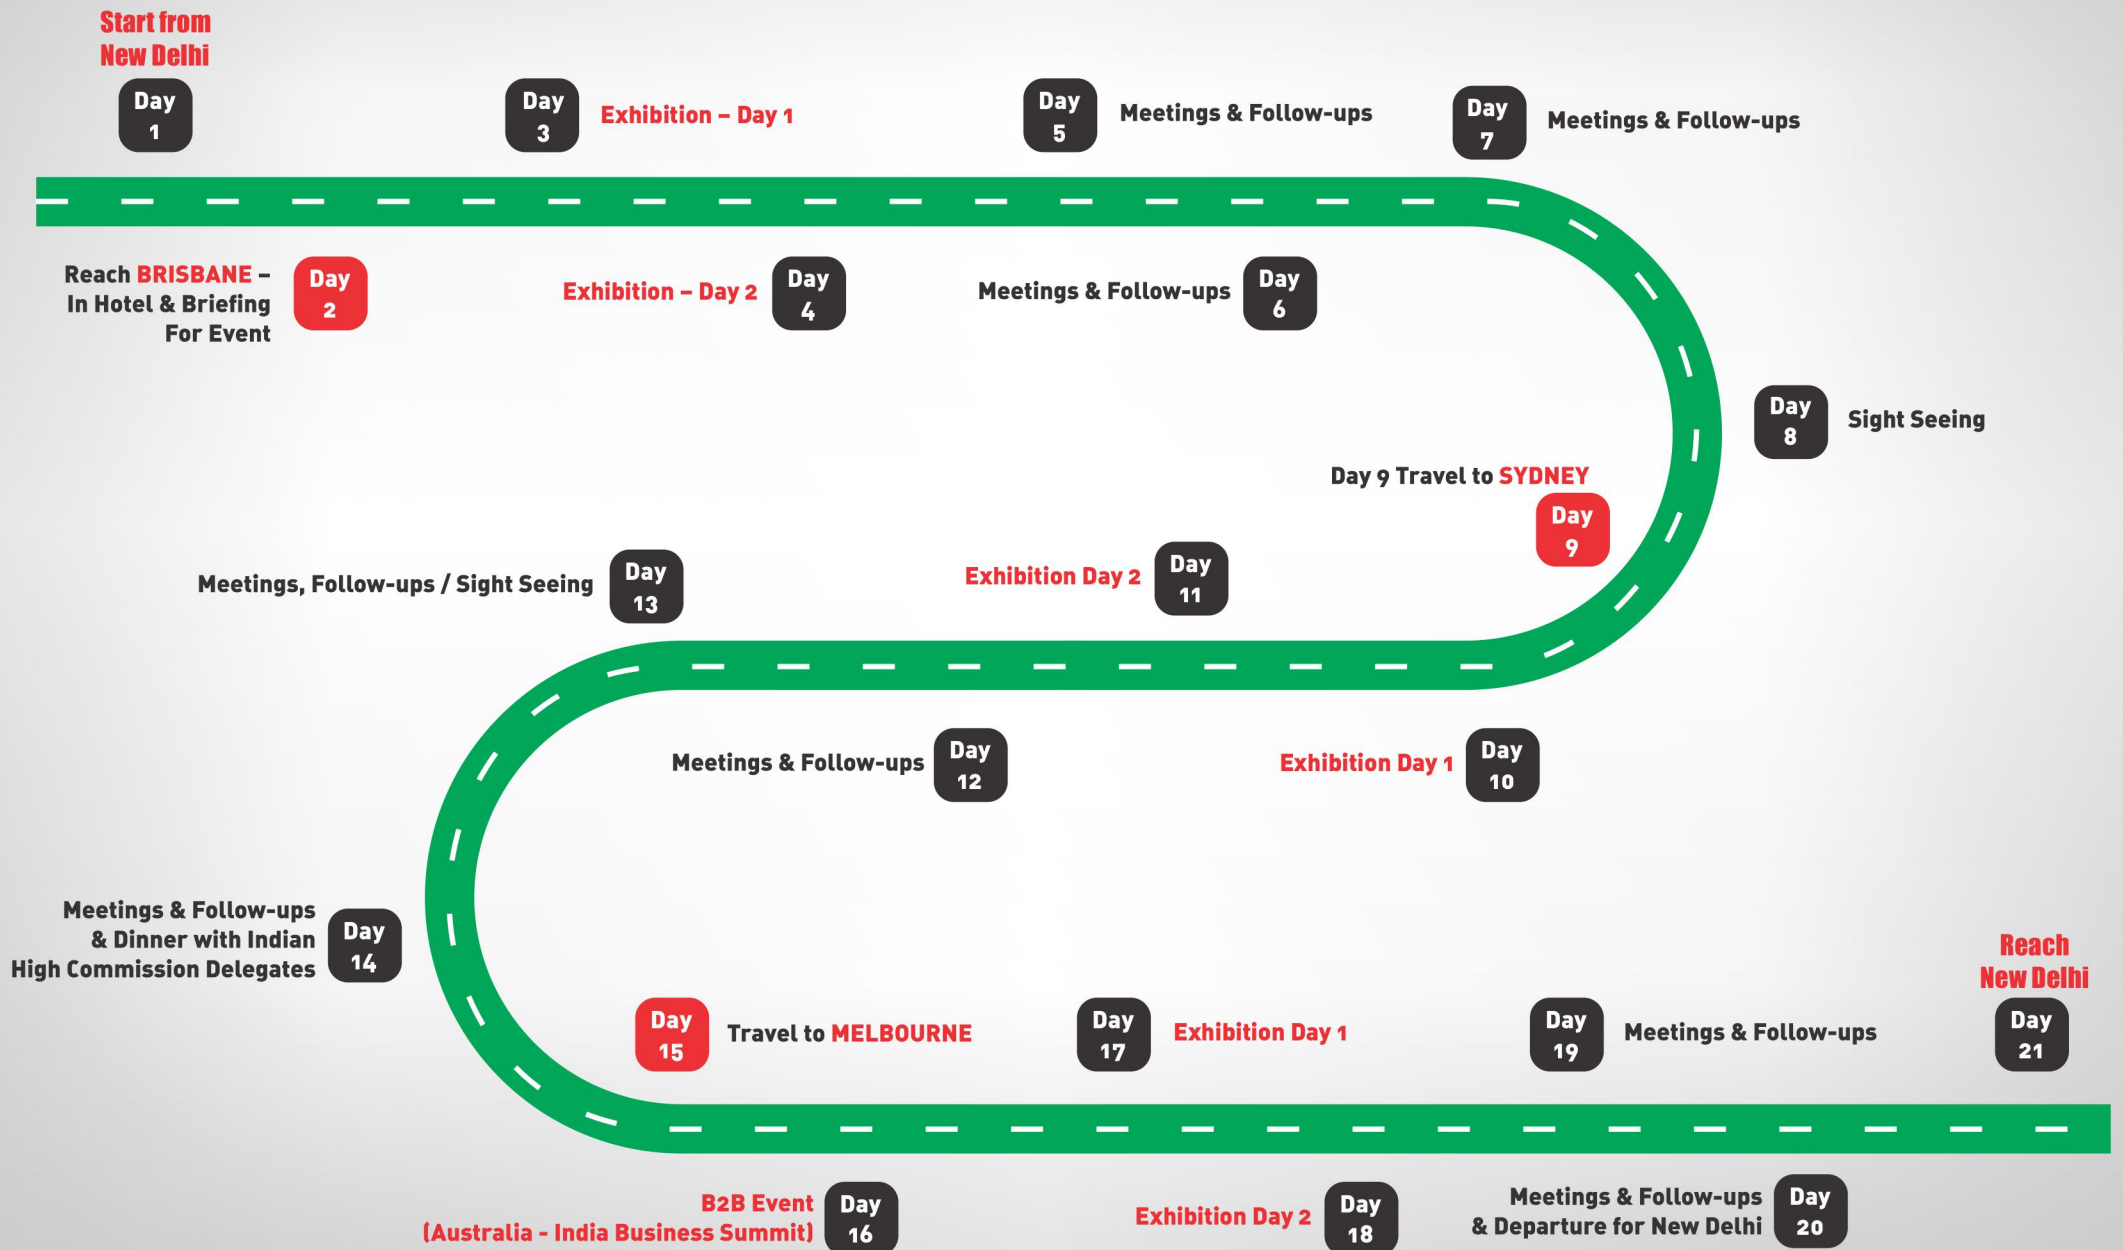 Start from
New Delhi
Day
1
Reach BRISBANE –
In Hotel & Briefing
For Event
Day
2
Day
3
Exhibition – Day 1
Exhibition – Day 2
Day
4
Day
5
Meetings & Follow-ups
Meetings & Follow-ups
Day
6
Day
7
Meetings & Follow-ups
Day
8
Sight Seeing
Day 9 Travel to SYDNEY
Day
9
Exhibition Day 1
Day
10
Exhibition Day 2
Day
11
Meetings & Follow-ups
Day
12
Meetings, Follow-ups / Sight Seeing
Day
13
Meetings & Follow-ups
& Dinner with Indian
High Commission Delegates
Day
14
Day
15
Travel to MELBOURNE
B2B Event
(Australia - India Business Summit)
Day
16
Day
17
Exhibition Day 1
Exhibition Day 2
Day
18
Day
19
Meetings & Follow-ups
Meetings & Follow-ups
& Departure for New Delhi
Day
20
Reach
New Delhi
Day
21